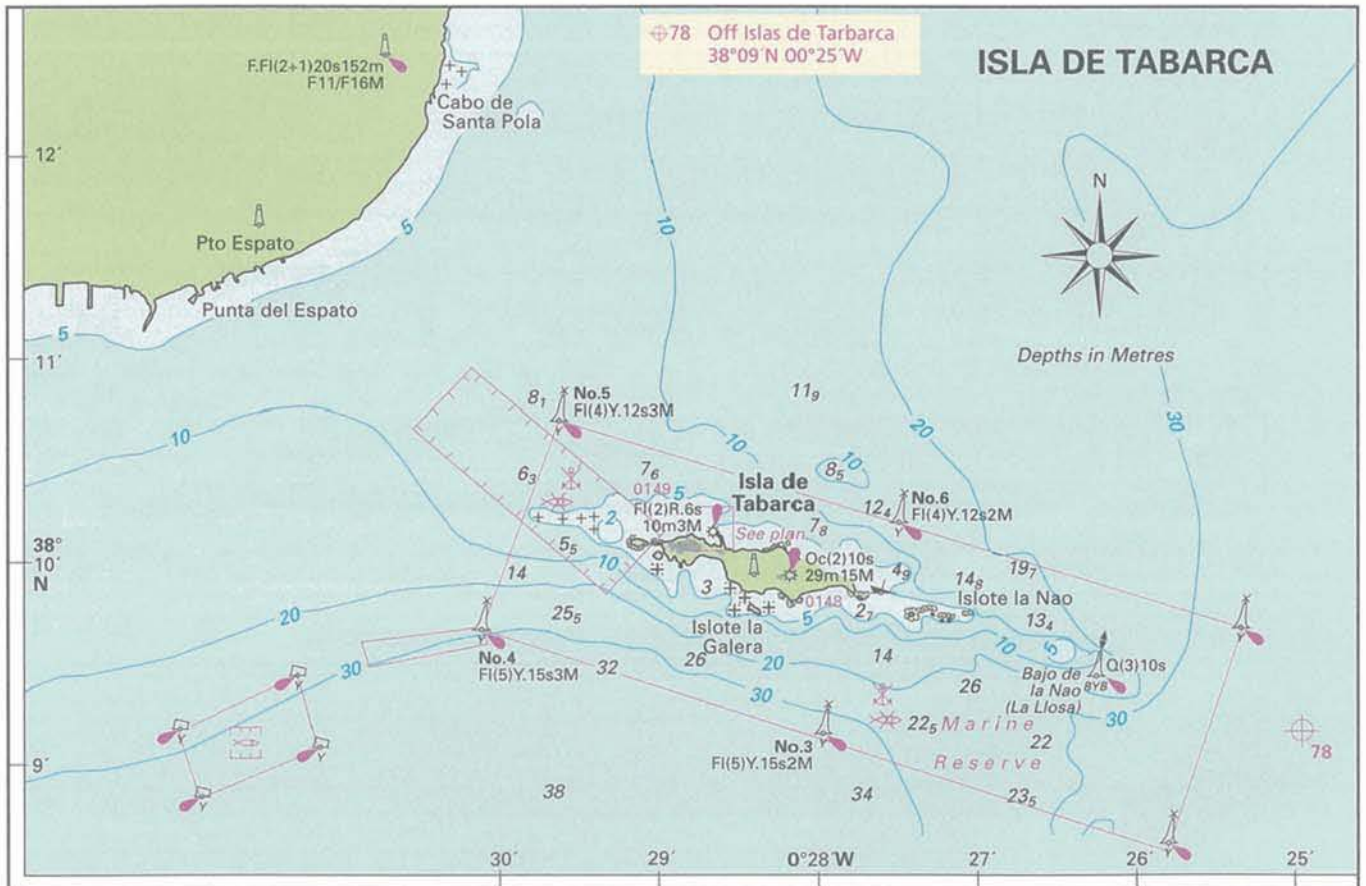 78 Off Islas de Tarbarca
38°09´N 00°25´W
ISLA DE TABARCA
F.Fl(2+1)20s152m
F11/F16M
Cabo de
Santa Pola
12´
5
10
N
Pto Espato
Punta del Espato
5
11´
Depths in Metres
No.5
Fl(4)Y.12s3M
8₁
Y
11₉
20
30
10
10
10
8₅
6₃
7₆
0149
5
Isla de
Tabarca
Fl(2)R.6s
10m3M
See plan
7₈
12₄
No.6
Fl(4)Y.12s2M
Y
2
5₅
10
38°
10´
N
14
Oc(2)10s
29m15M
4₉
14₈
19₇
Islote la Nao
3
0148
2₇
13₄
25₅
Islote la
Galera
5
10
5
20
Y
No.4
Fl(5)Y.15s3M
32
26
20
14
26
Bajo de
la Nao
(La Llosa)
BYB
Q(3)10s
30
30
30
Y
Y
Y
22₅
Marine
Reserve
22
No.3
Fl(5)Y.15s2M
Y
78
9´
38
34
23₅
30´
29´
0°28´W
27´
26´
25´